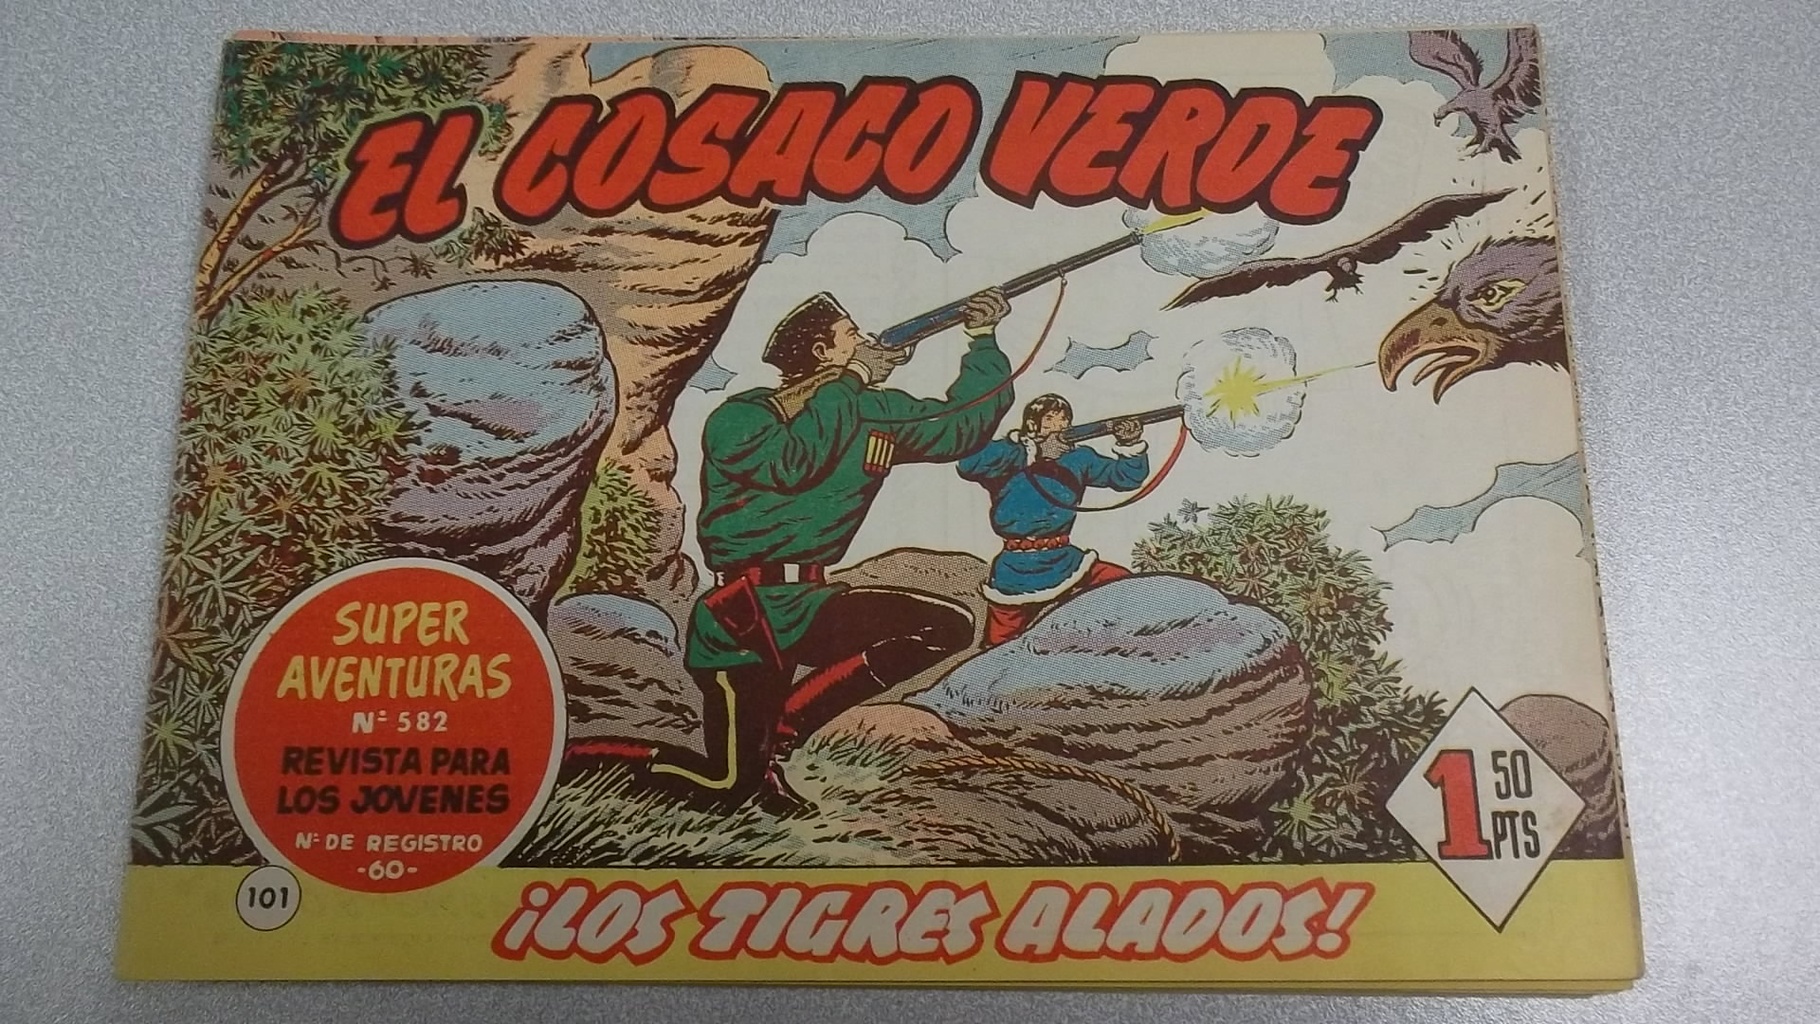 EL COSACO VERDE
SUPER
AVENTURAS
Nº 582
REVISTA PARA
LOS JOVENES
Nº DE REGISTRO
-60-
101
1 50
PTS
¡LOS TIGRES ALADOS!